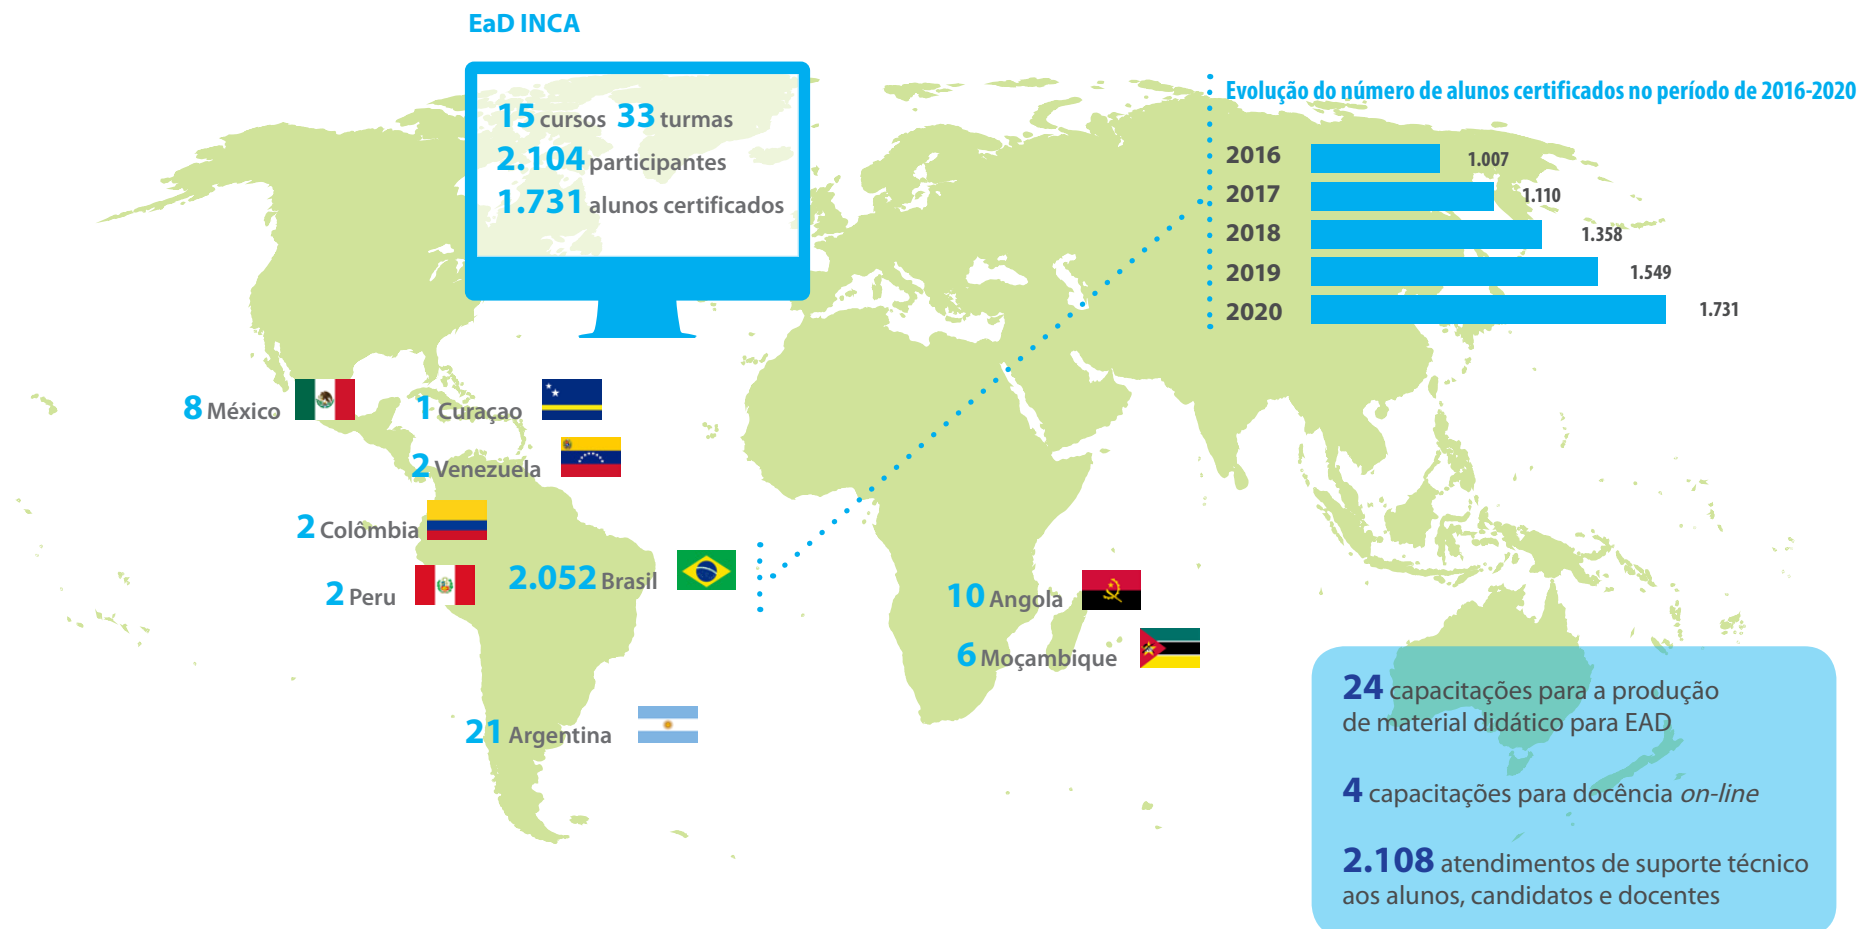 EaD INCA
15 cursos 33 turmas
2.104 participantes
1.731 alunos certificados
Evolução do número de alunos certificados no período de 2016-2020
2016 1.007
2017 1.110
2018 1.358
2019 1.549
2020 1.731
8 México
1 Curaçao
2 Venezuela
2 Colômbia
2 Peru
2.052 Brasil
10 Angola
6 Moçambique
21 Argentina
24 capacitações para a produção
de material didático para EAD
4 capacitações para docência on-line
2.108 atendimentos de suporte técnico
aos alunos, candidatos e docentes